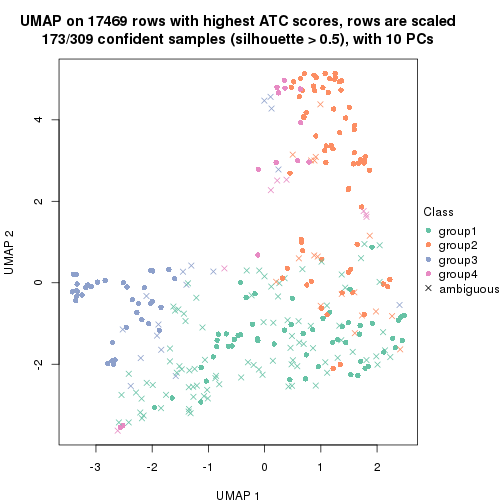 UMAP on 17469 rows with highest ATC scores, rows are scaled
173/309 confident samples (silhouette > 0.5), with 10 PCs
UMAP 2
4
2
0
-2
-3
-2
-1
0
1
2
UMAP 1
Class
group1
group2
group3
group4
ambiguous